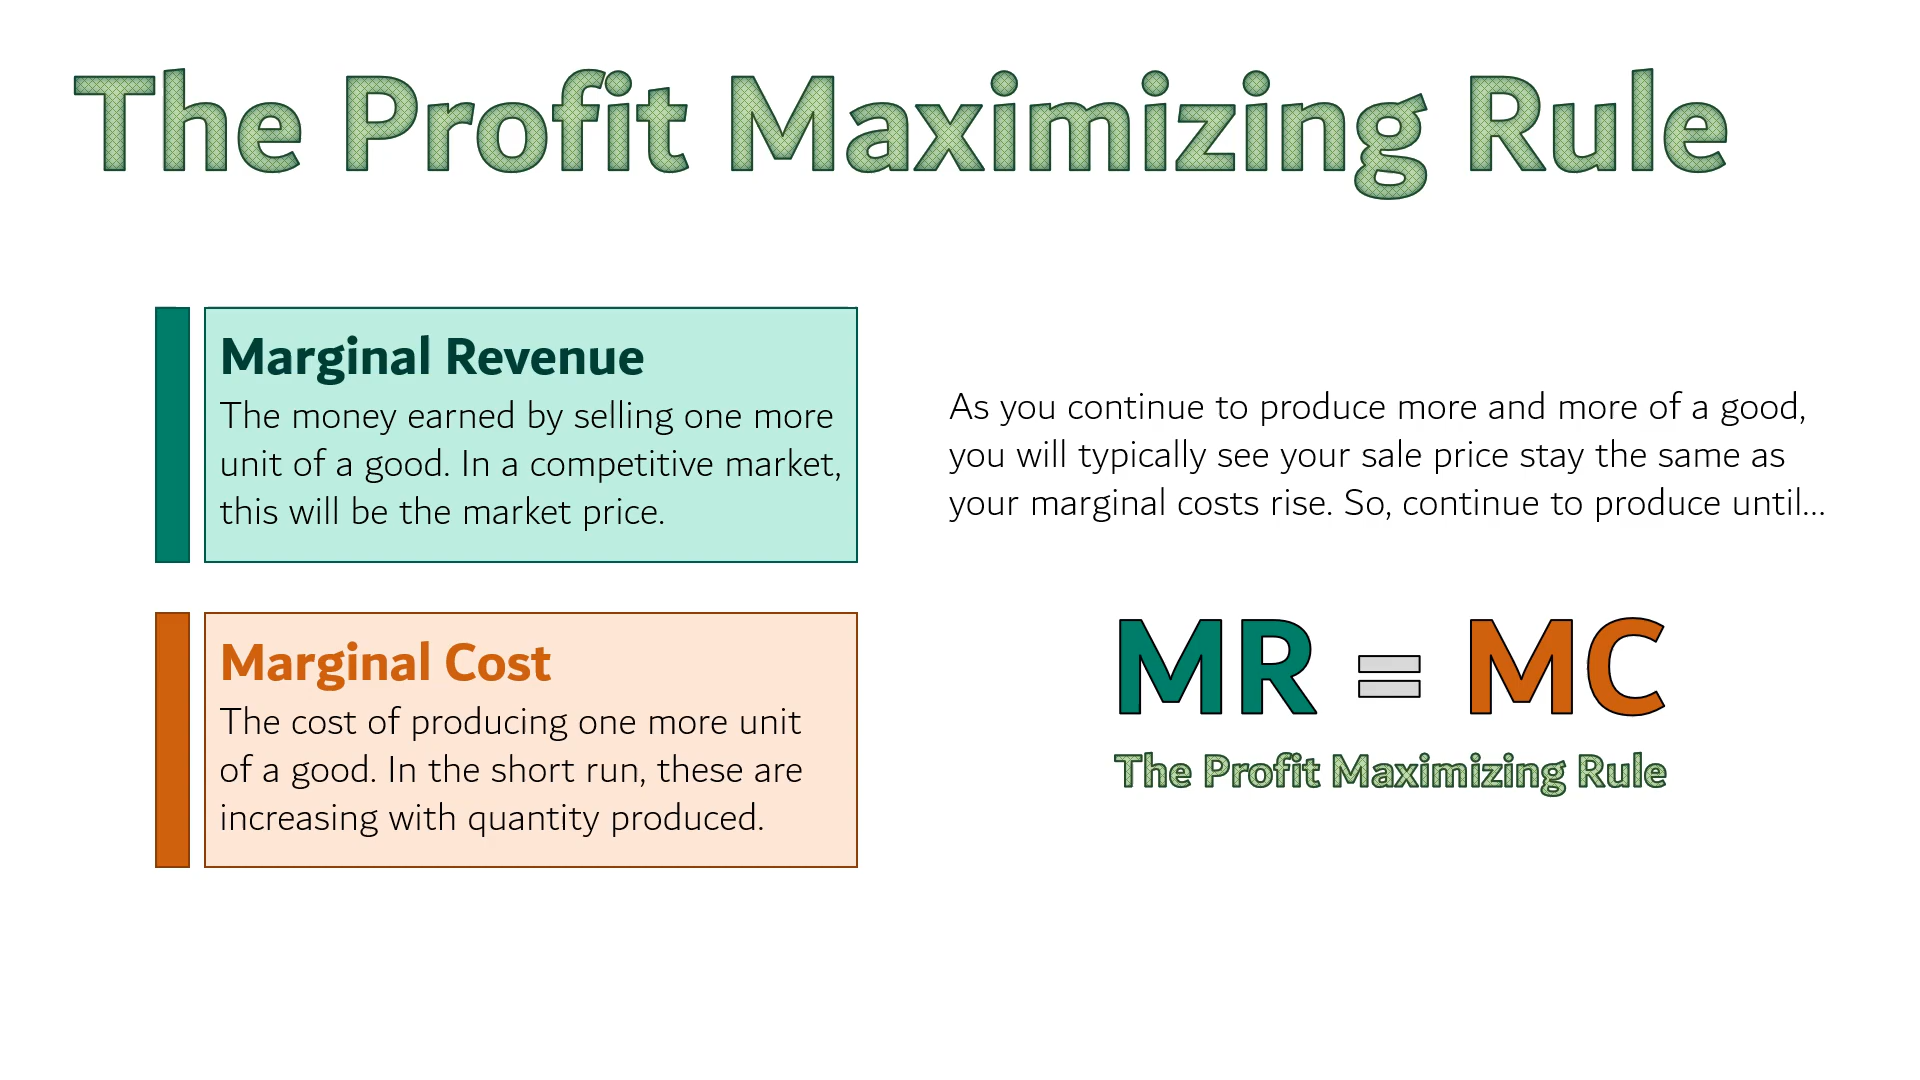 The Profit Maximizing Rule
Marginal Revenue
The money earned by selling one more
unit of a good. In a competitive market,
this will be the market price.
Marginal Cost
The cost of producing one more unit
of a good. In the short run, these are
increasing with quantity produced.
As you continue to produce more and more of a good,
you will typically see your sale price stay the same as
your marginal costs rise. So, continue to produce until...
MR = MC
The Profit Maximizing Rule